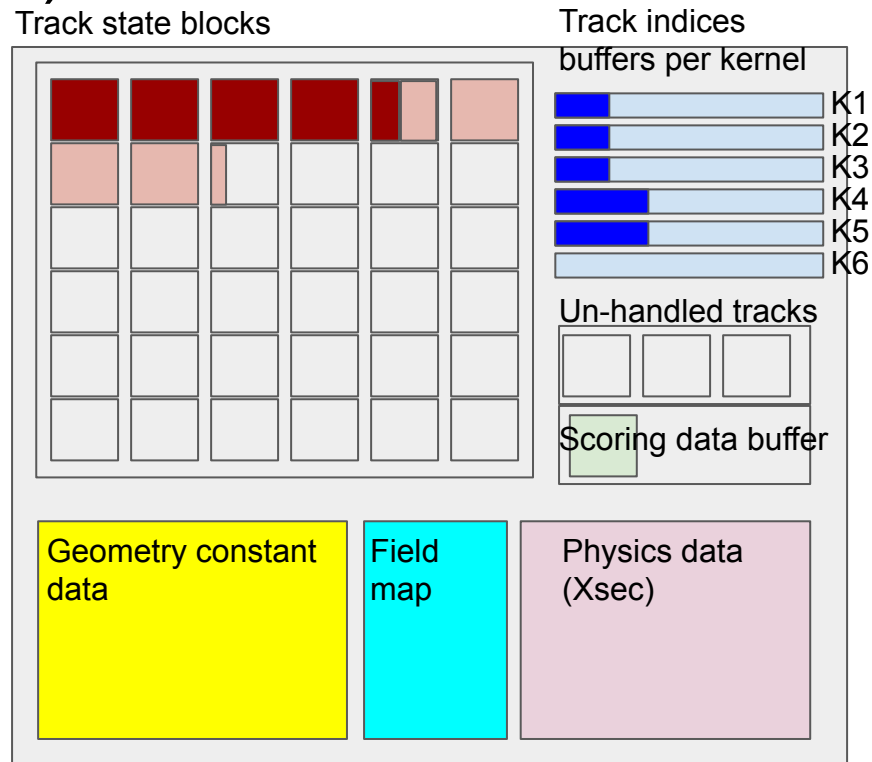 Track state blocks
Track indices
buffers per kernel
K1
K2
K3
K4
K5
K6
Un-handled tracks
Scoring data buffer
Geometry constant
data
Field
map
Physics data
(Xsec)